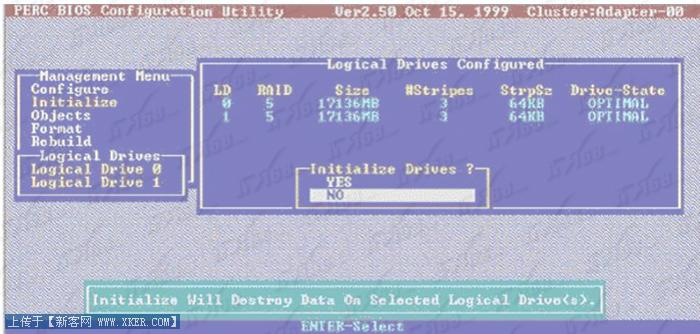 PERC BIOS Configuration Utility Ver2.50 Oct 15, 1999 Cluster:Adapter-00
Management Menu
Configure
Initialize
Objects
Format
Rebuild
Logical Drives
Logical Drive 0
Logical Drive 1
Logical Drives Configured
LD RAID Size #Stripes StrpSz Drive-State
0 5 17136MB 3 64KB OPTIMAL
1 5 17136MB 3 64KB OPTIMAL
Initialize Drives ?
YES
NO
Initialize Will Destroy Data On Selected Logical Drive(s).
上传于【新客网 www.XKER.com】
ENTER-Select